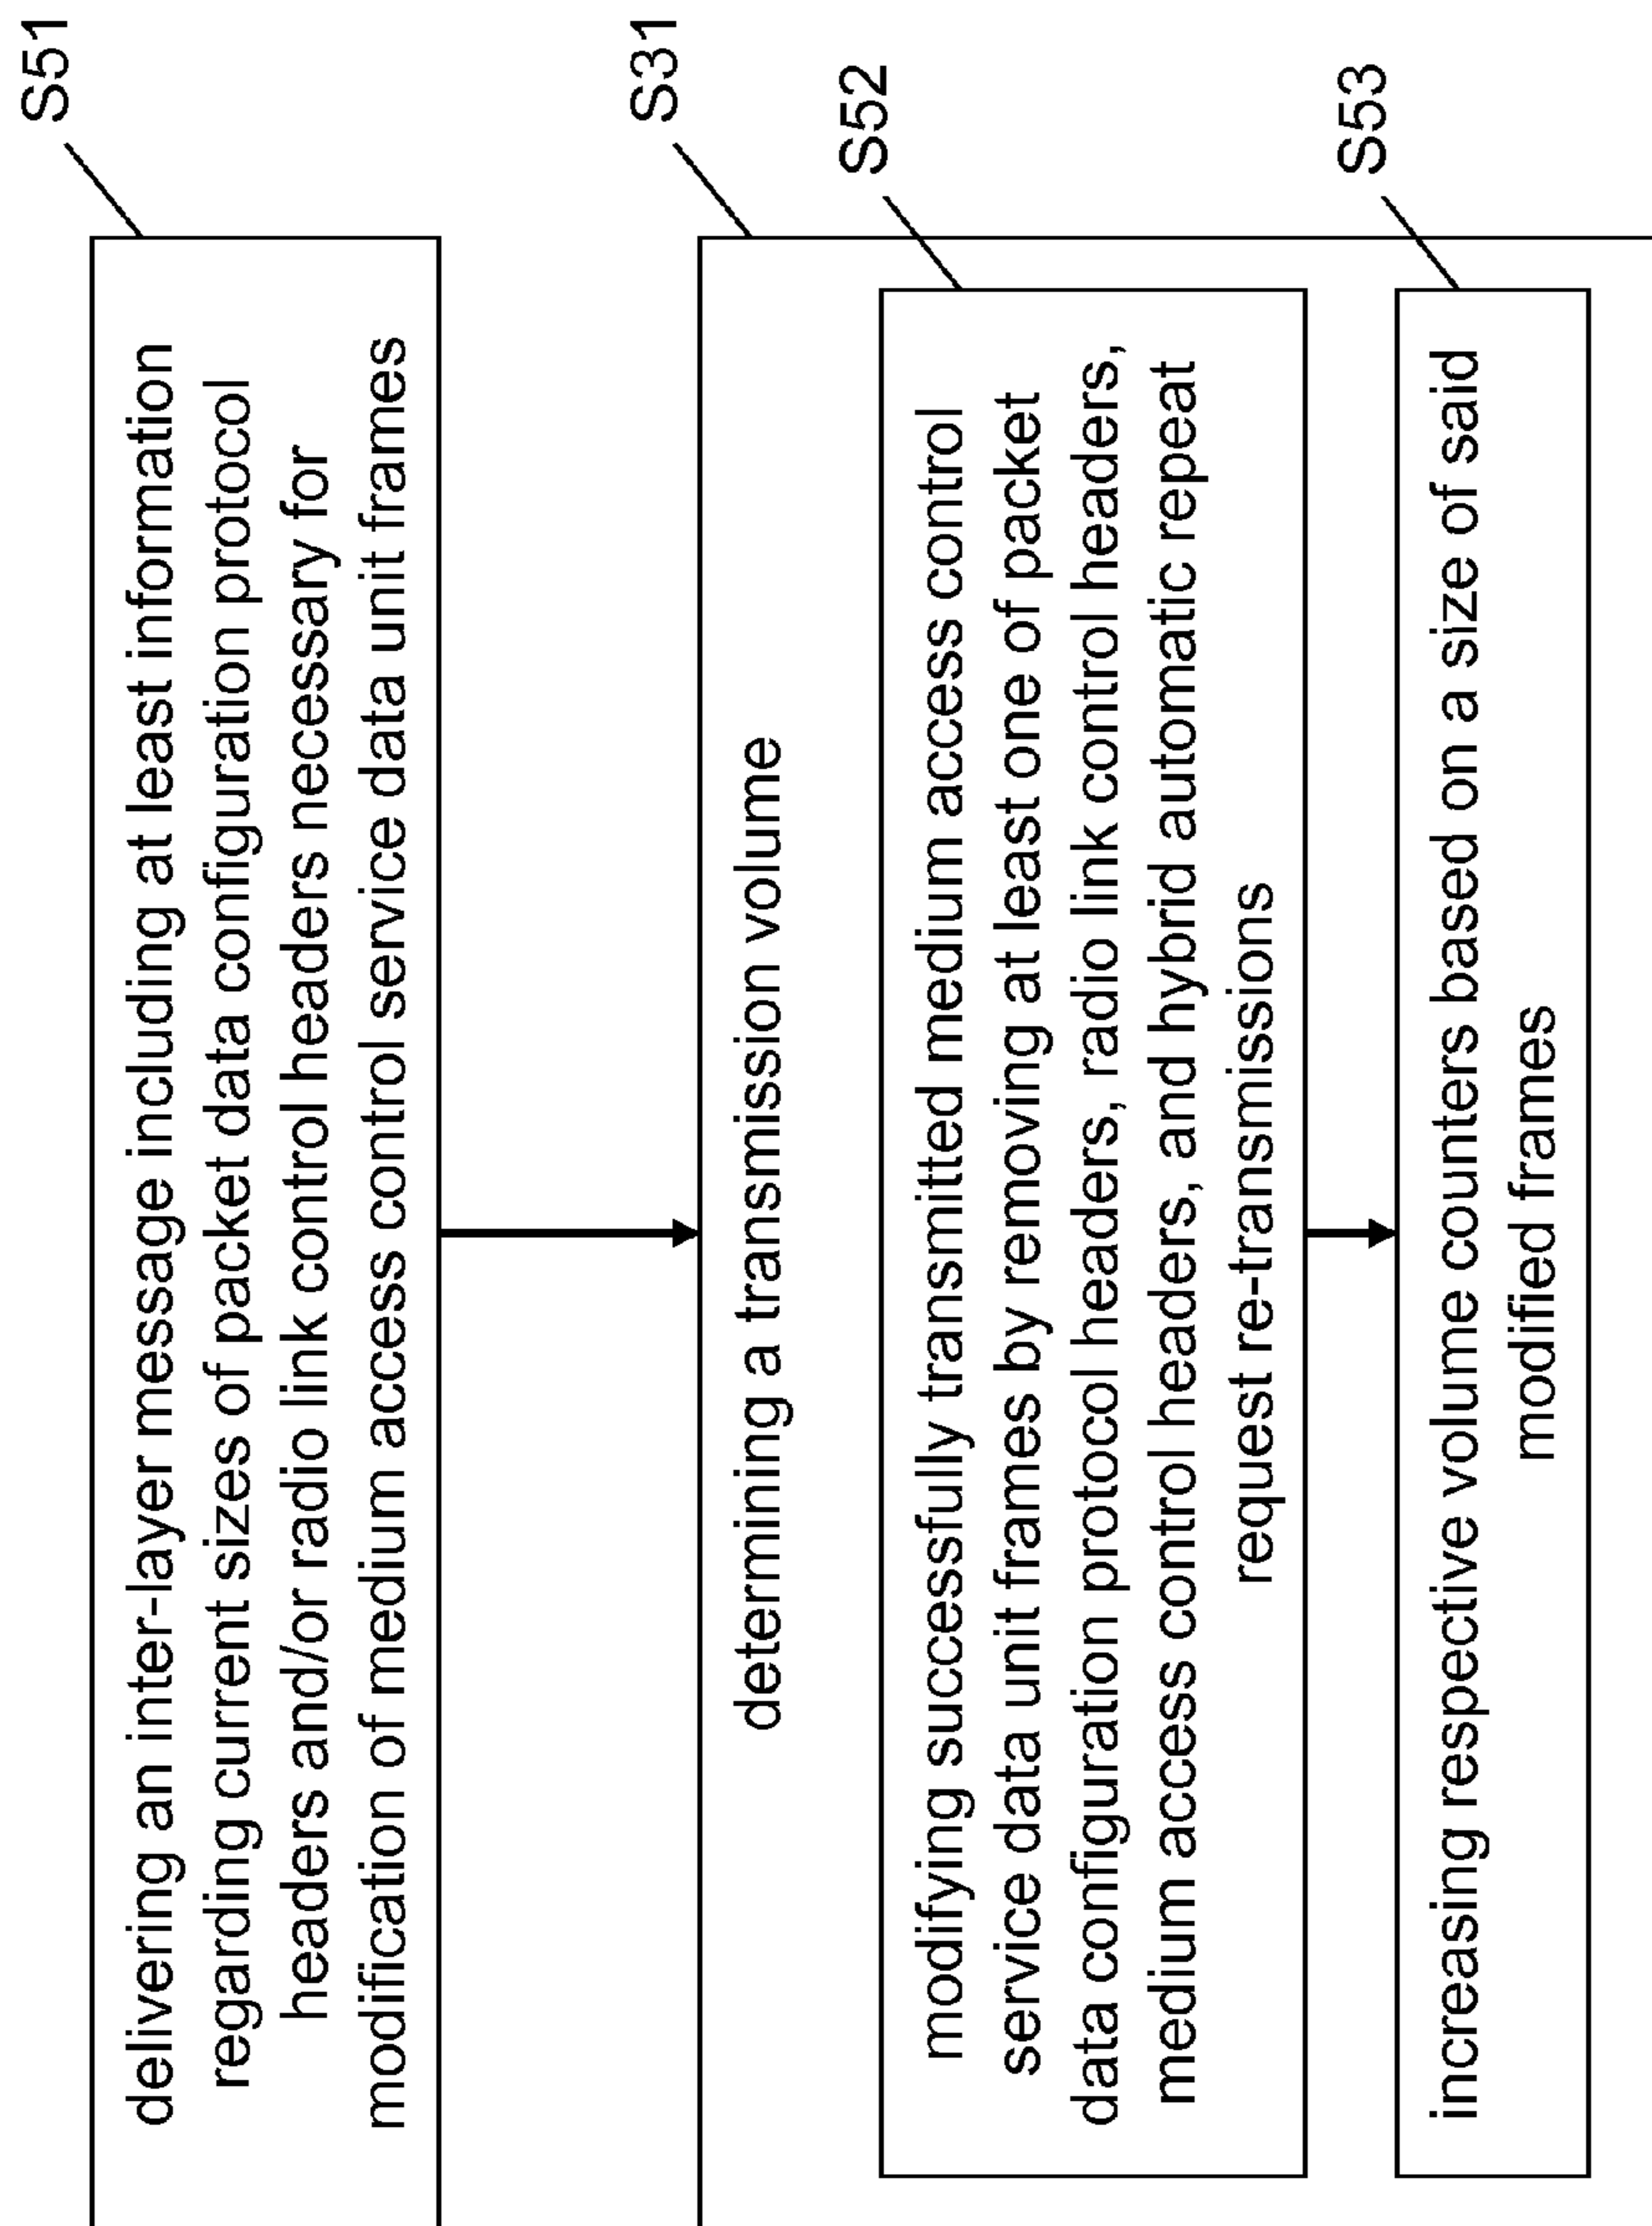 S51
delivering an inter-layer message including at least information
regarding current sizes of packet data configuration protocol
headers and/or radio link control headers necessary for
modification of medium access control service data unit frames
S31
determining a transmission volume
S52
modifying successfully transmitted medium access control
service data unit frames by removing at least one of packet
data configuration protocol headers, radio link control headers,
medium access control headers, and hybrid automatic repeat
request re-transmissions
S53
increasing respective volume counters based on a size of said
modified frames